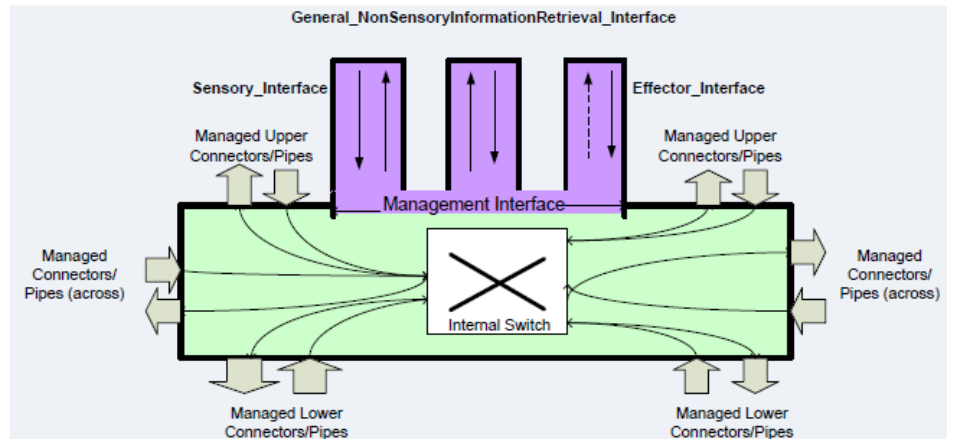 General_NonSensoryInformationRetrieval_Interface
Sensory_Interface
Effector_Interface
Managed Upper
Connectors/Pipes
Managed Upper
Connectors/Pipes
Management Interface
Managed
Connectors/
Pipes (across)
Managed
Connectors/
Pipes (across)
Internal Switch
Managed Lower
Connectors/Pipes
Managed Lower
Connectors/Pipes